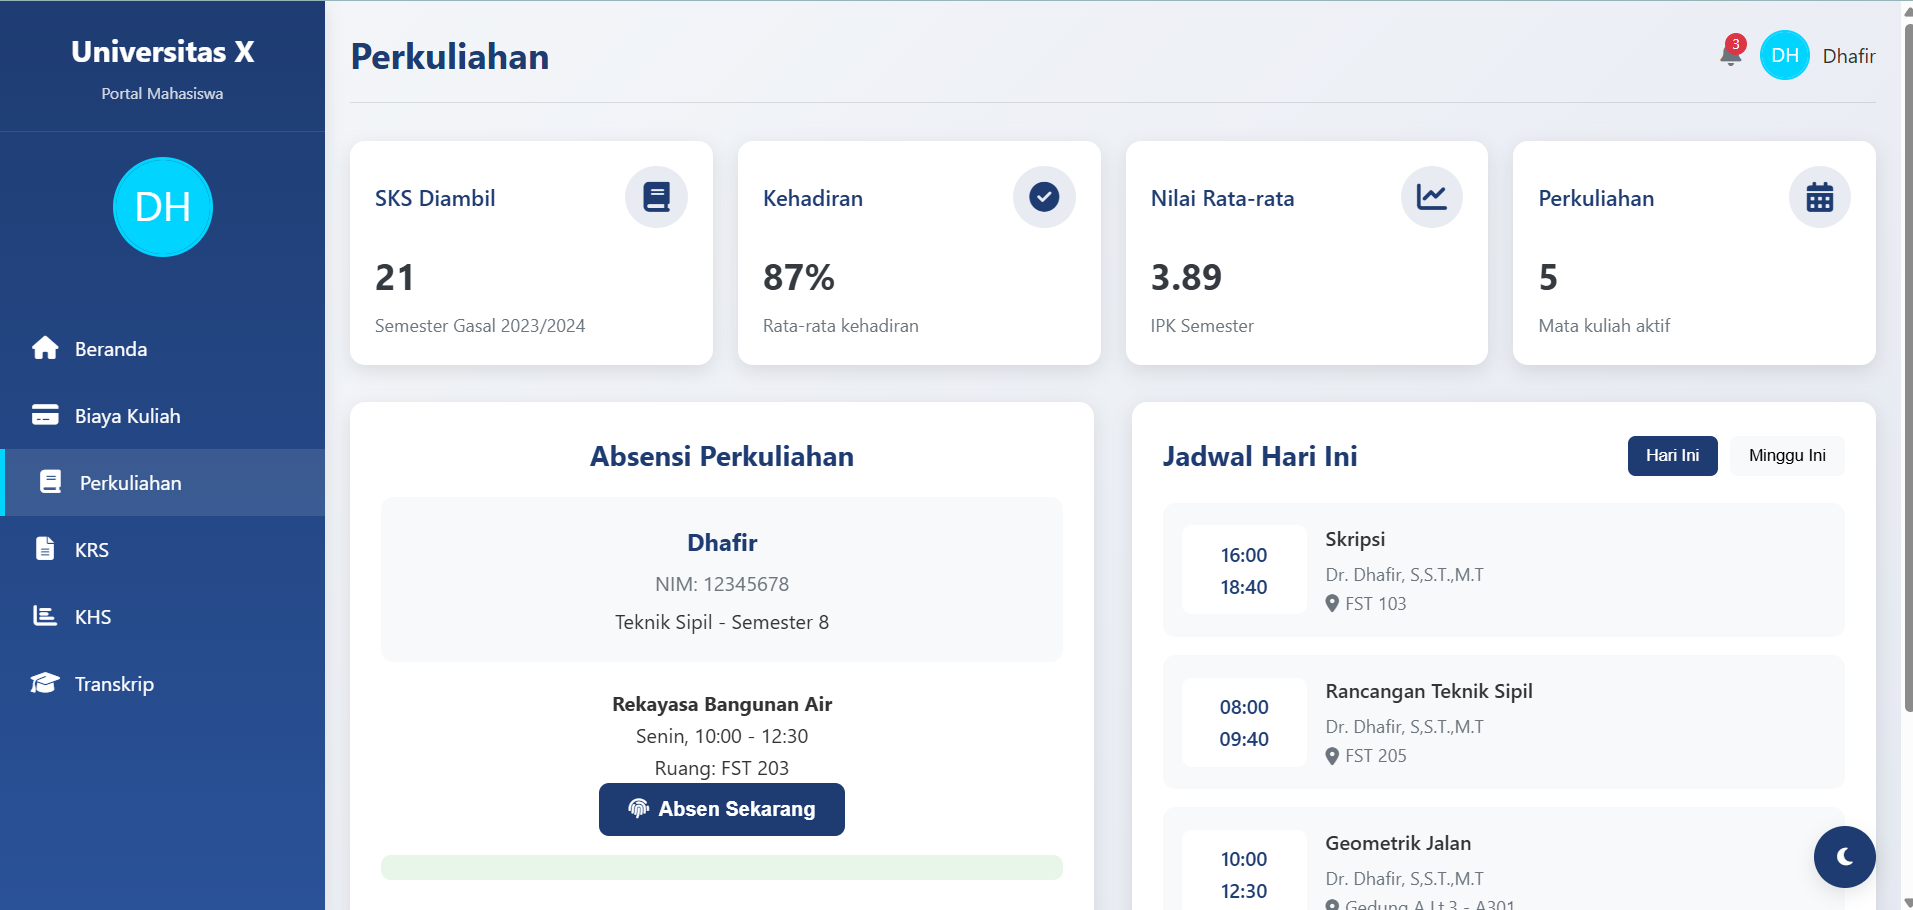 Universitas X
Portal Mahasiswa
DH
Beranda
Biaya Kuliah
Perkuliahan
KRS
KHS
Transkrip
Perkuliahan
3
DH
Dhafir
SKS Diambil
21
Semester Gasal 2023/2024
Kehadiran
87%
Rata-rata kehadiran
Nilai Rata-rata
3.89
IPK Semester
Perkuliahan
5
Mata kuliah aktif
Absensi Perkuliahan
Dhafir
NIM: 12345678
Teknik Sipil - Semester 8
Rekayasa Bangunan Air
Senin, 10:00 - 12:30
Ruang: FST 203
Absen Sekarang
Jadwal Hari Ini
Hari Ini
Minggu Ini
16:00
18:40
Skripsi
Dr. Dhafir, S,S.T.,M.T
FST 103
08:00
09:40
Rancangan Teknik Sipil
Dr. Dhafir, S,S.T.,M.T
FST 205
10:00
12:30
Geometrik Jalan
Dr. Dhafir, S,S.T.,M.T
Gedung A Lt.3 - A301